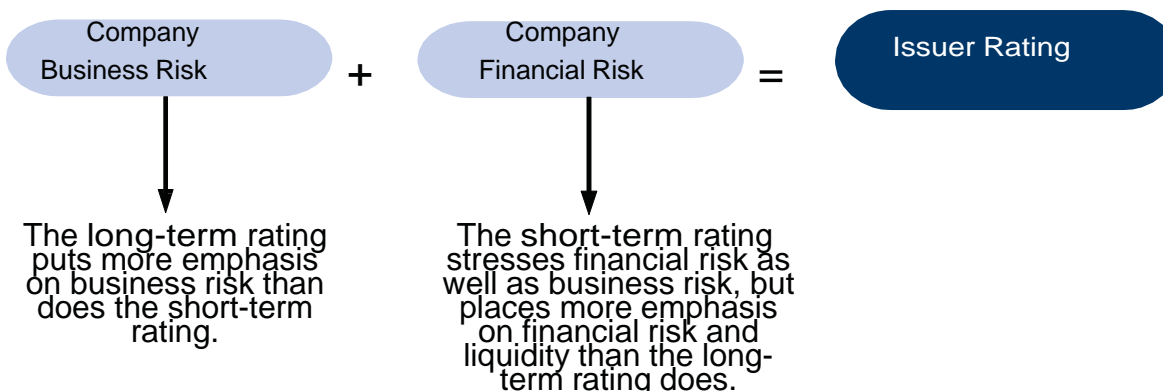 Company
Business Risk
+
Company
Financial Risk
=
Issuer Rating
The long-term rating
puts more emphasis
on business risk than
does the short-term
rating.
The short-term rating
stresses financial risk as
well as business risk, but
places more emphasis
on financial risk and
liquidity than the long-
term rating does.